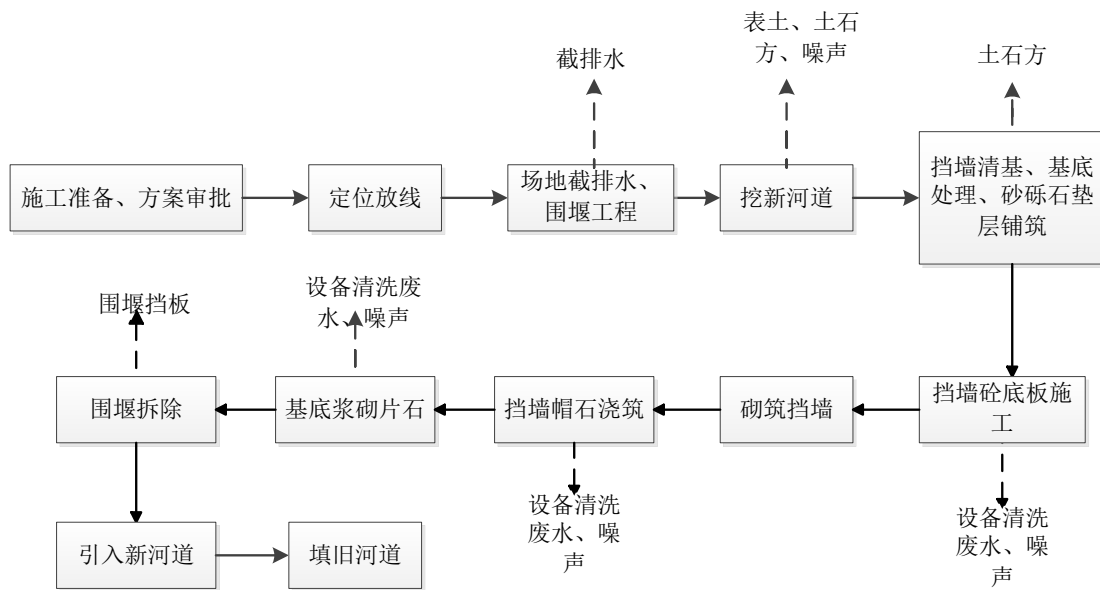 表土、土石
方、噪声
截排水
土石方
施工准备、方案审批
定位放线
场地截排水、
围堰工程
挖新河道
挡墙清基、基底
处理、砂砾石垫
层铺筑
围堰挡板
设备清洗废
水、噪声
围堰拆除
基底浆砌片石
挡墙帽石浇筑
砌筑挡墙
挡墙砼底板施
工
设备清洗
废水、噪
声
设备清洗
废水、噪
声
引入新河道
填旧河道